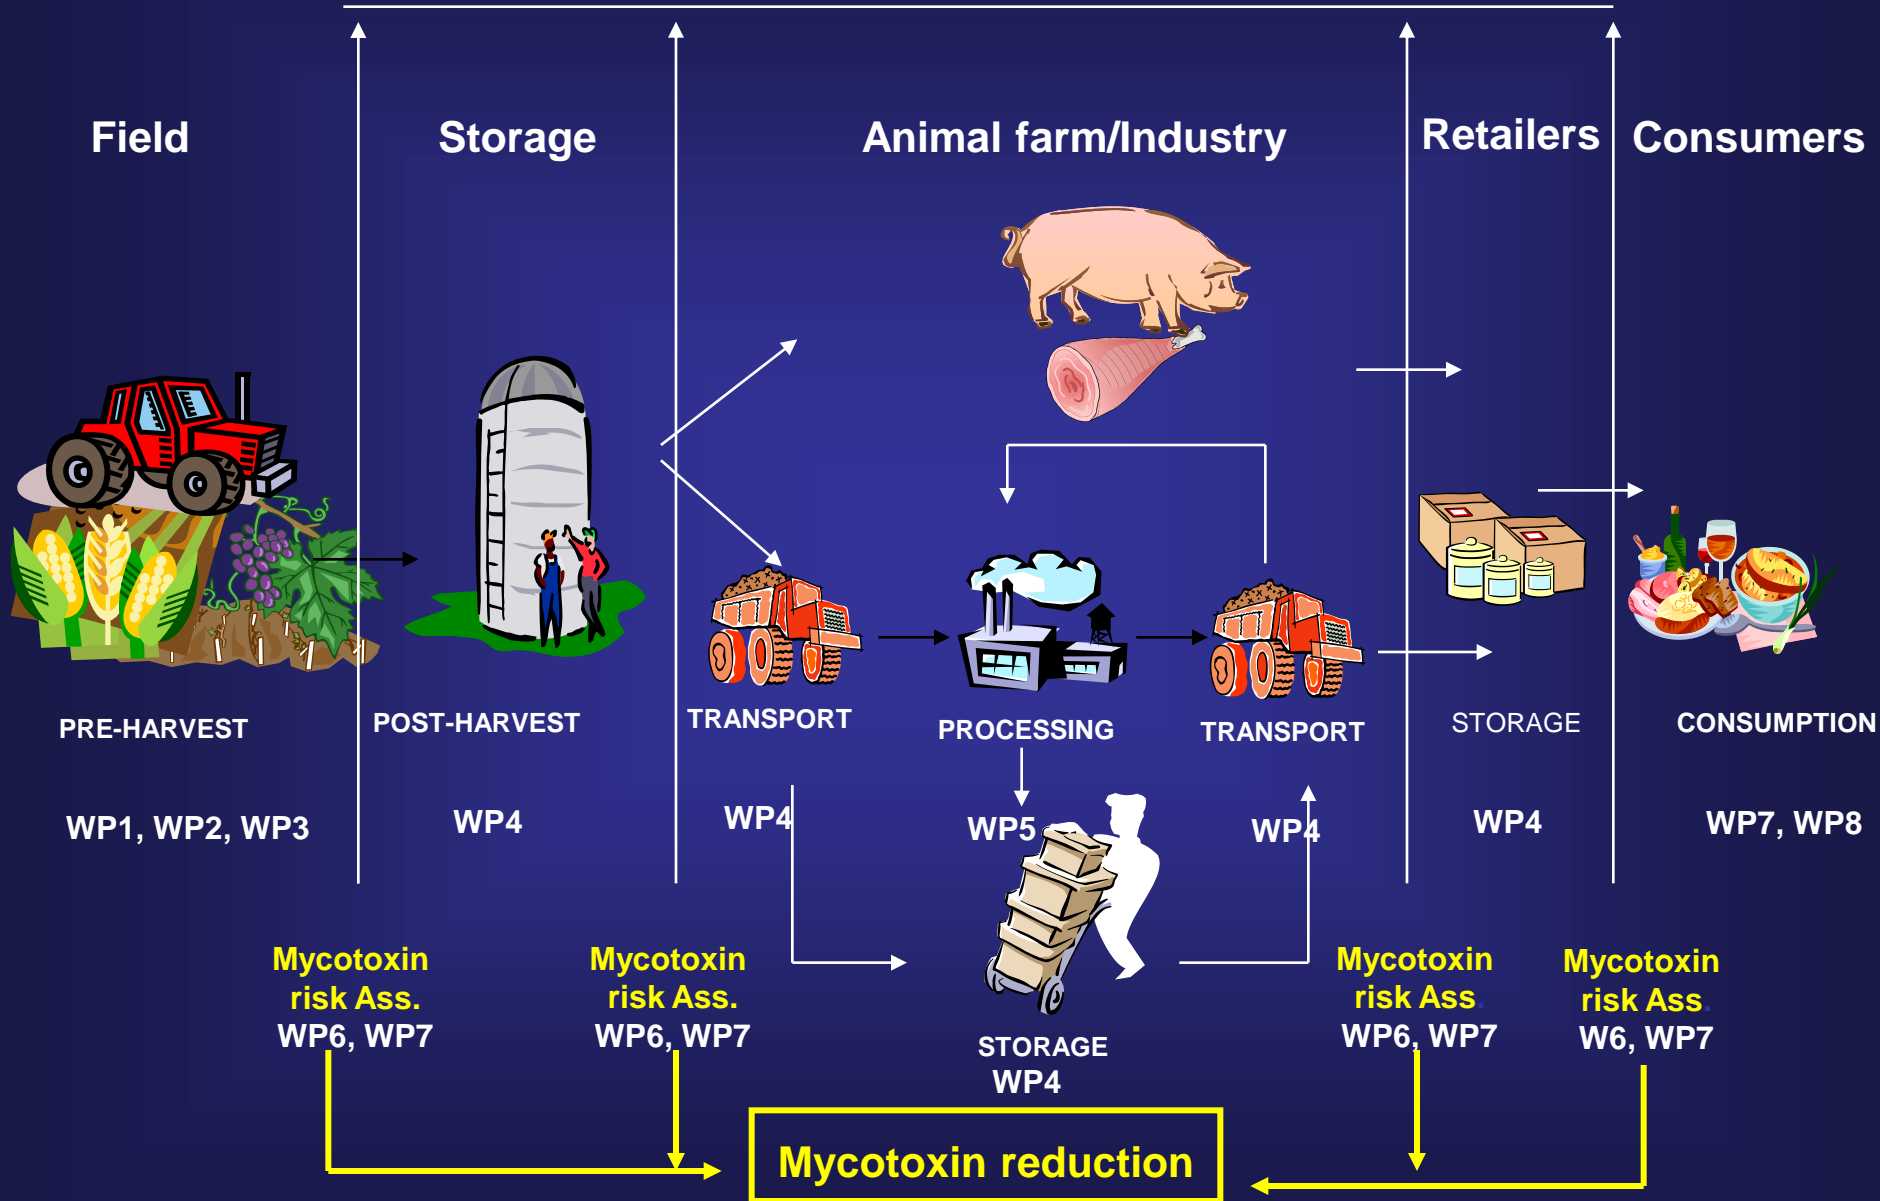 Field
Storage
Animal farm/Industry
Retailers
Consumers
PRE-HARVEST
POST-HARVEST
TRANSPORT
PROCESSING
TRANSPORT
STORAGE
CONSUMPTION
WP1, WP2, WP3
WP4
WP4
WP5
WP4
WP4
WP7, WP8
Mycotoxin
risk Ass.
WP6, WP7
Mycotoxin
risk Ass.
WP6, WP7
STORAGE
WP4
Mycotoxin
risk Ass.
WP6, WP7
Mycotoxin
risk Ass.
W6, WP7
Mycotoxin reduction